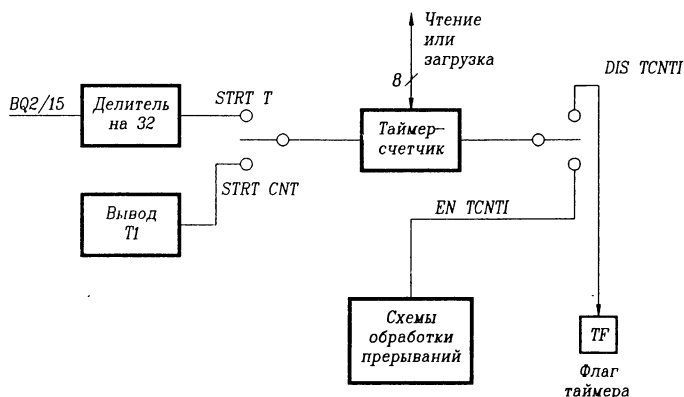 Чтение
или
загрузка
8
DIS TCNTI
BQ2/15
Делитель
на 32
STRT T
Таймер-
счетчик
STRT CNT
Вывод
T1
EN TCNTI
Схемы
обработки
прерываний
TF
Флаг
таймера